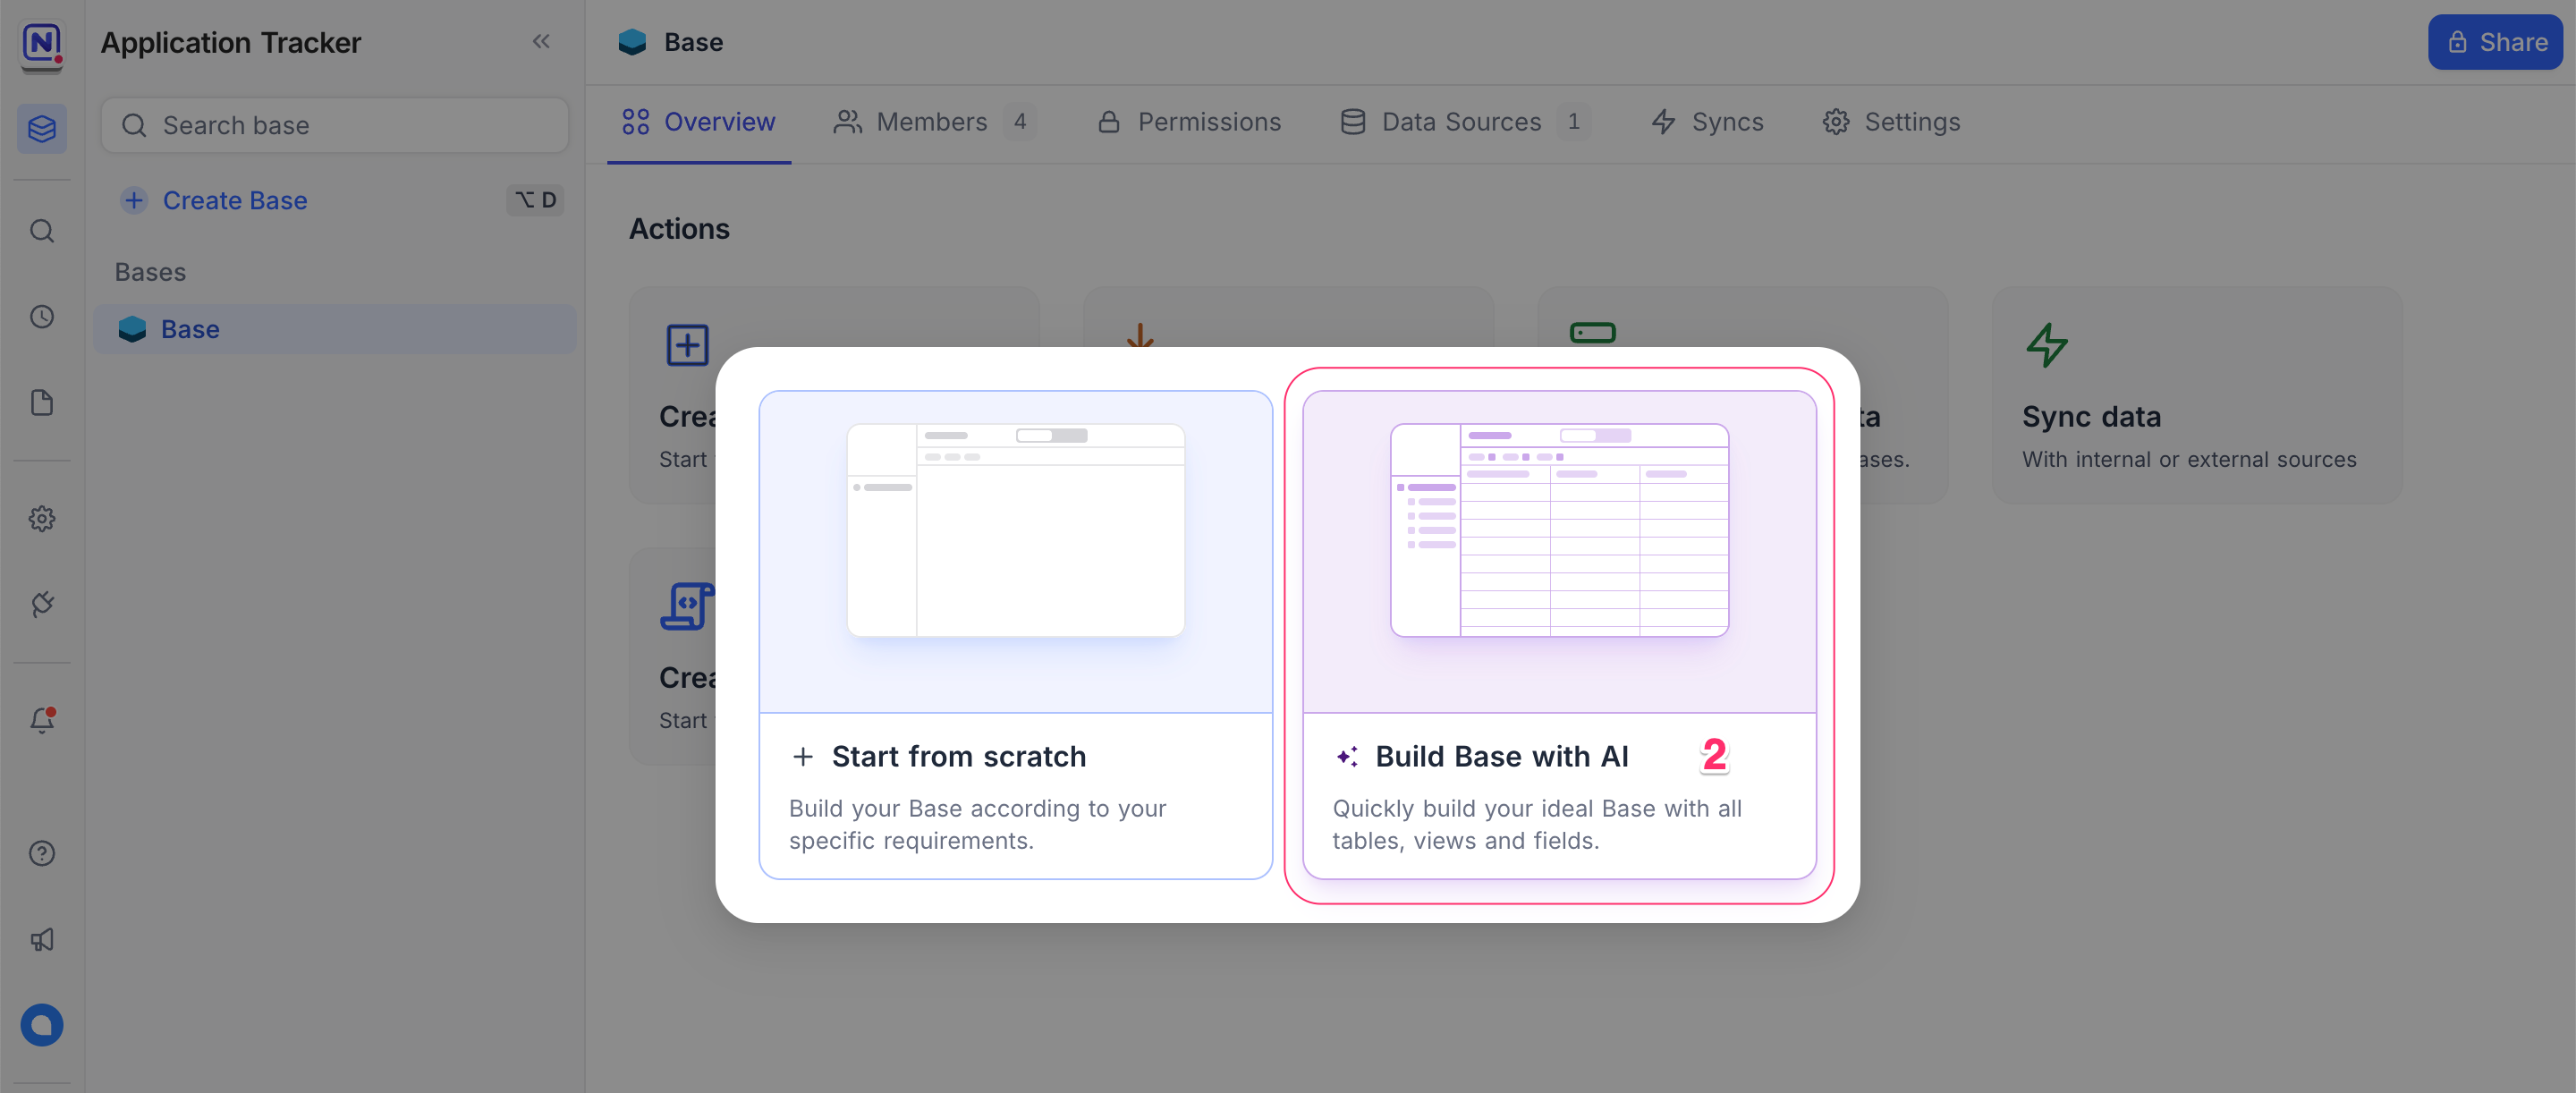 Application Tracker
Search base
Create Base
⌥ D
Bases
Base
Base
Share
Overview
Members 4
Permissions
Data Sources 1
Syncs
Settings
Actions
Start
ta
ases.
Sync data
With internal or external sources
Start
Start from scratch
Build your Base according to your
specific requirements.
Build Base with AI
2
Quickly build your ideal Base with all
tables, views and fields.